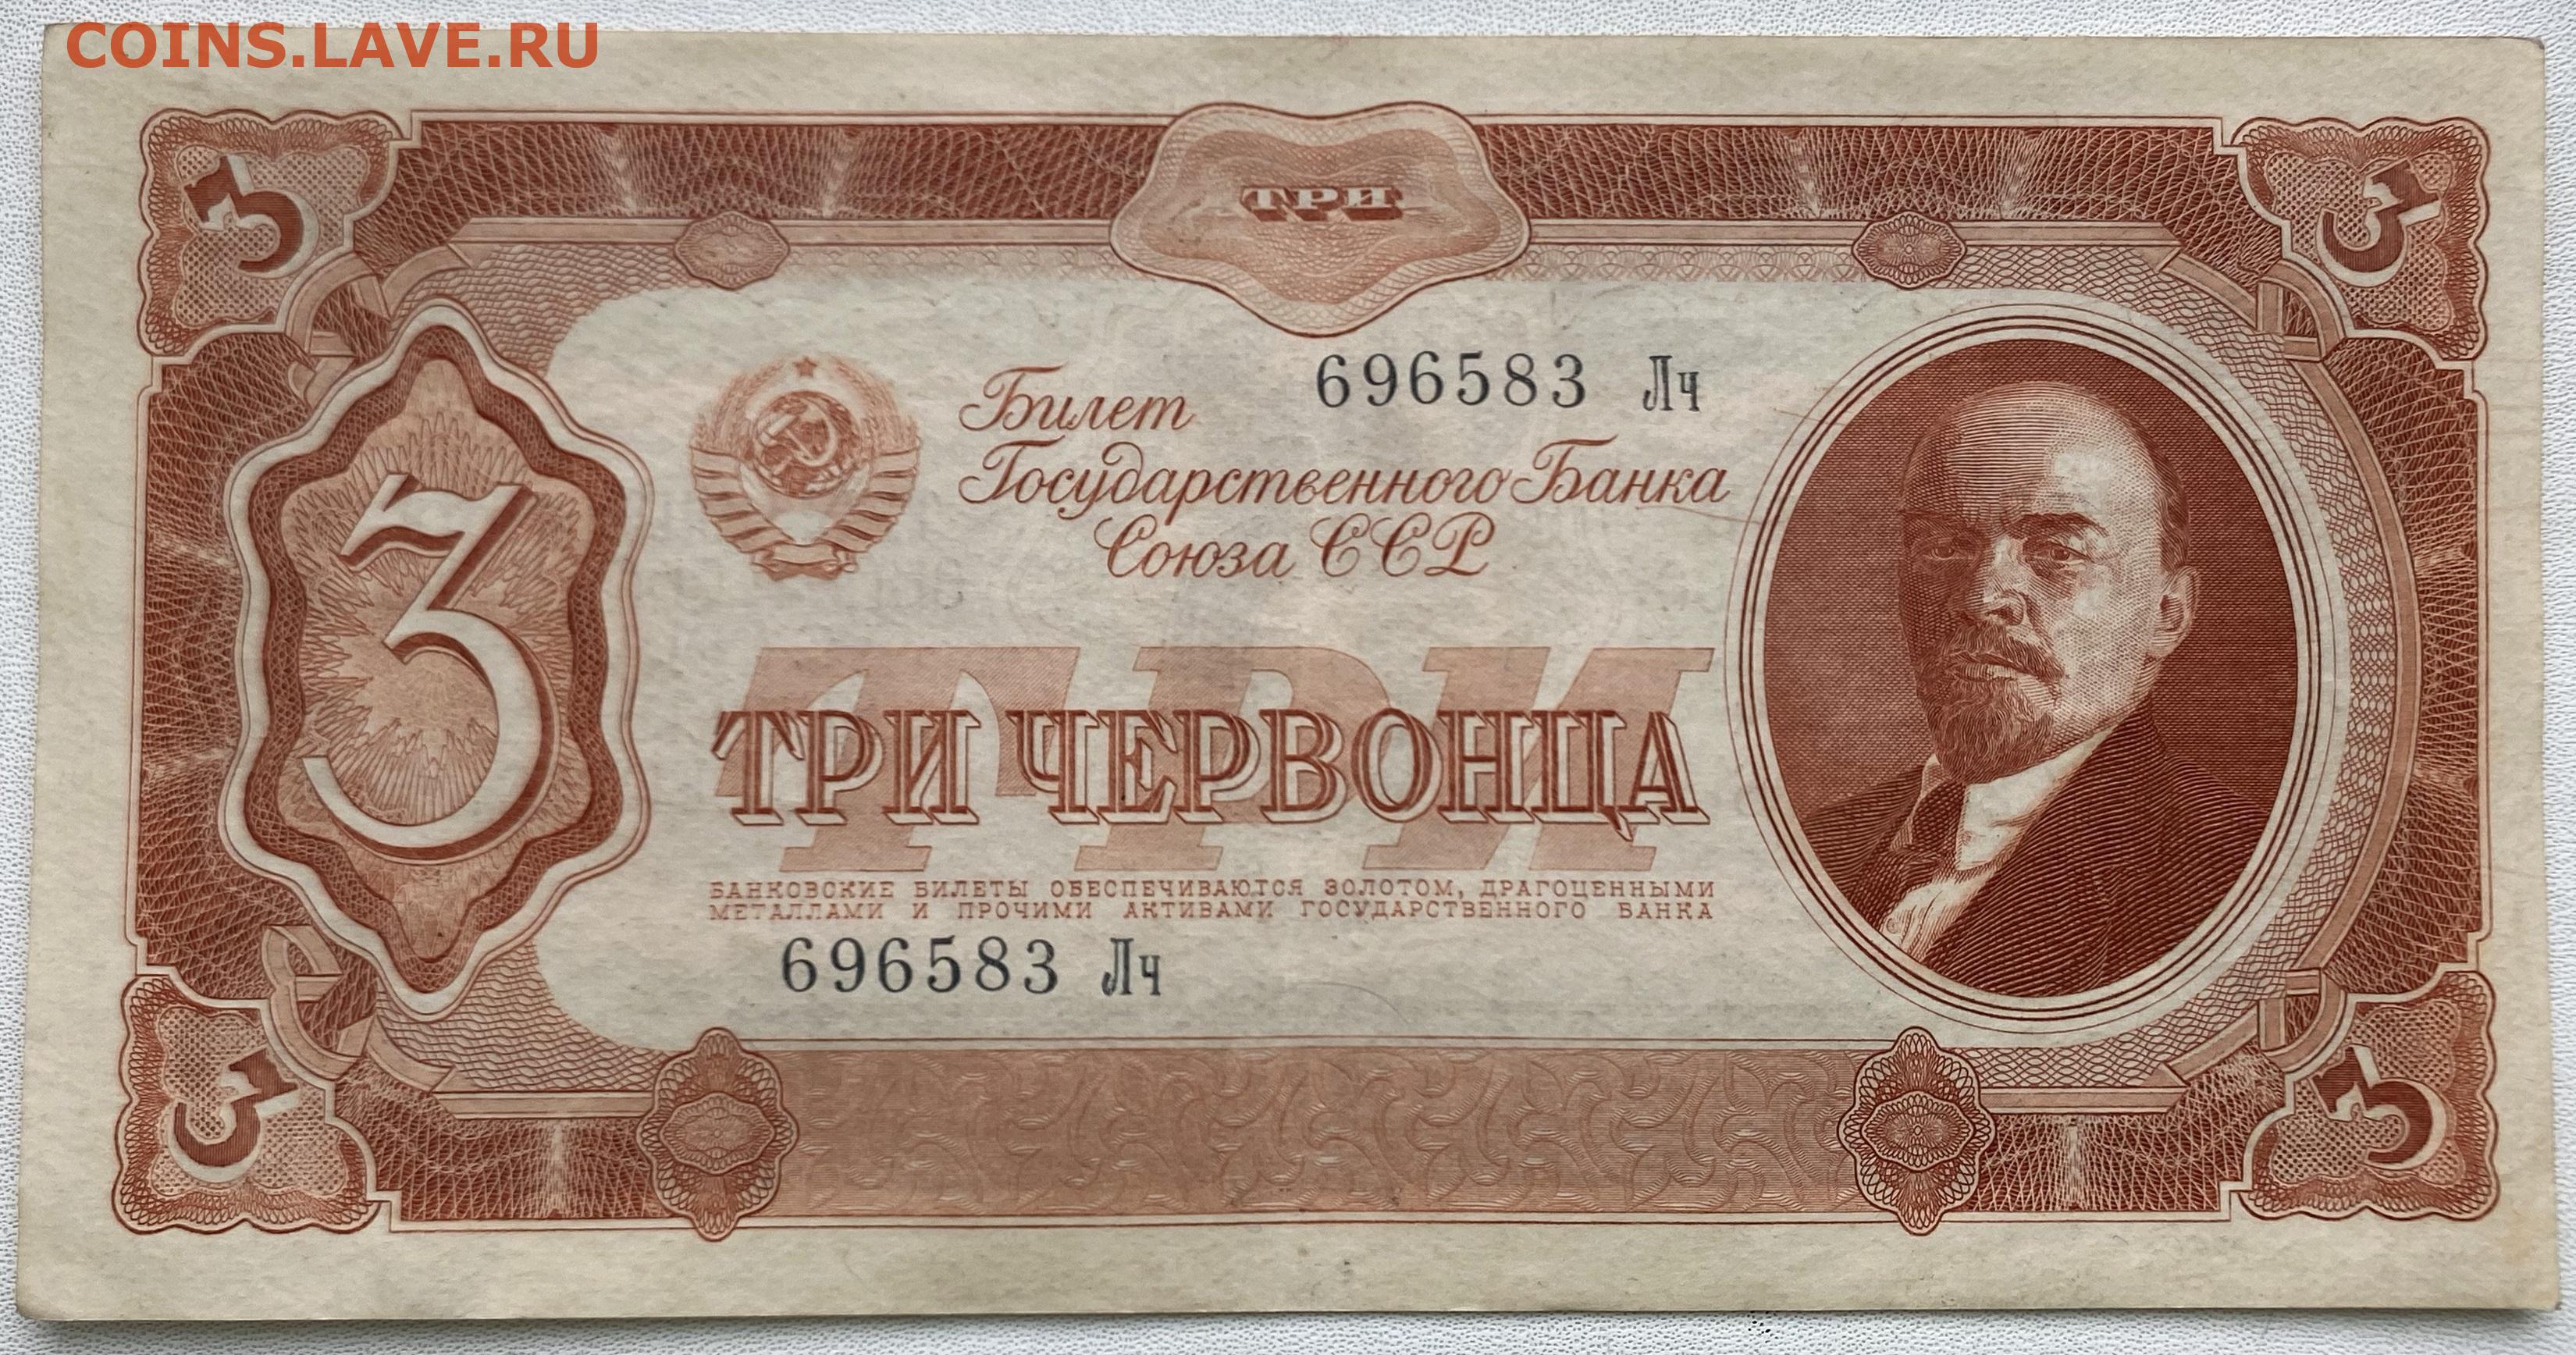 COINS.LAVE.RU
3 3
ТРИ
696583 Лч
Билет
Государственного Банка
Союза ССР
3
ТРИ
ТРИ ЧЕРВОНЦА
БАНКОВСКИЕ БИЛЕТЫ ОБЕСПЕЧИВАЮТСЯ ЗОЛОТОМ, ДРАГОЦЕННЫМИ
МЕТАЛЛАМИ И ПРОЧИМИ АКТИВАМИ ГОСУДАРСТВЕННОГО БАНКА
696583 Лч
3 3